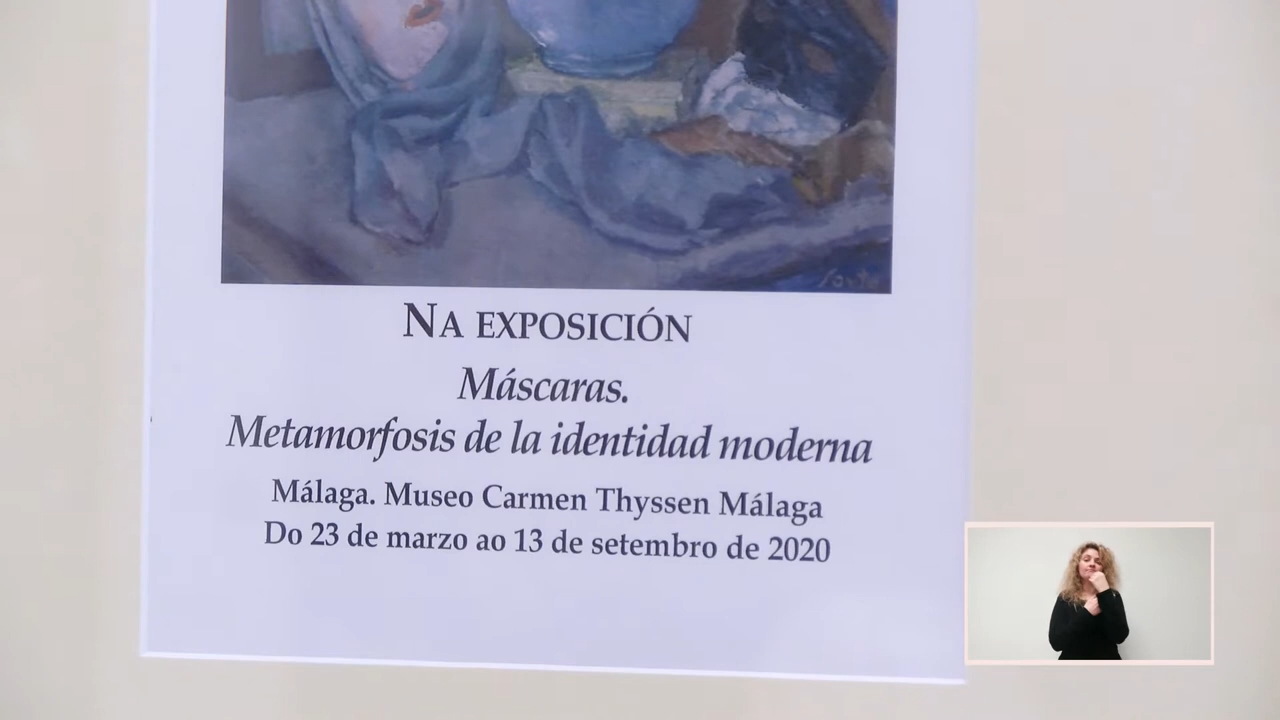 NA EXPOSICIÓN
Máscaras.
Metamorfosis de la identidad moderna
Málaga. Museo Carmen Thyssen Málaga
Do 23 de marzo ao 13 de setembro de 2020